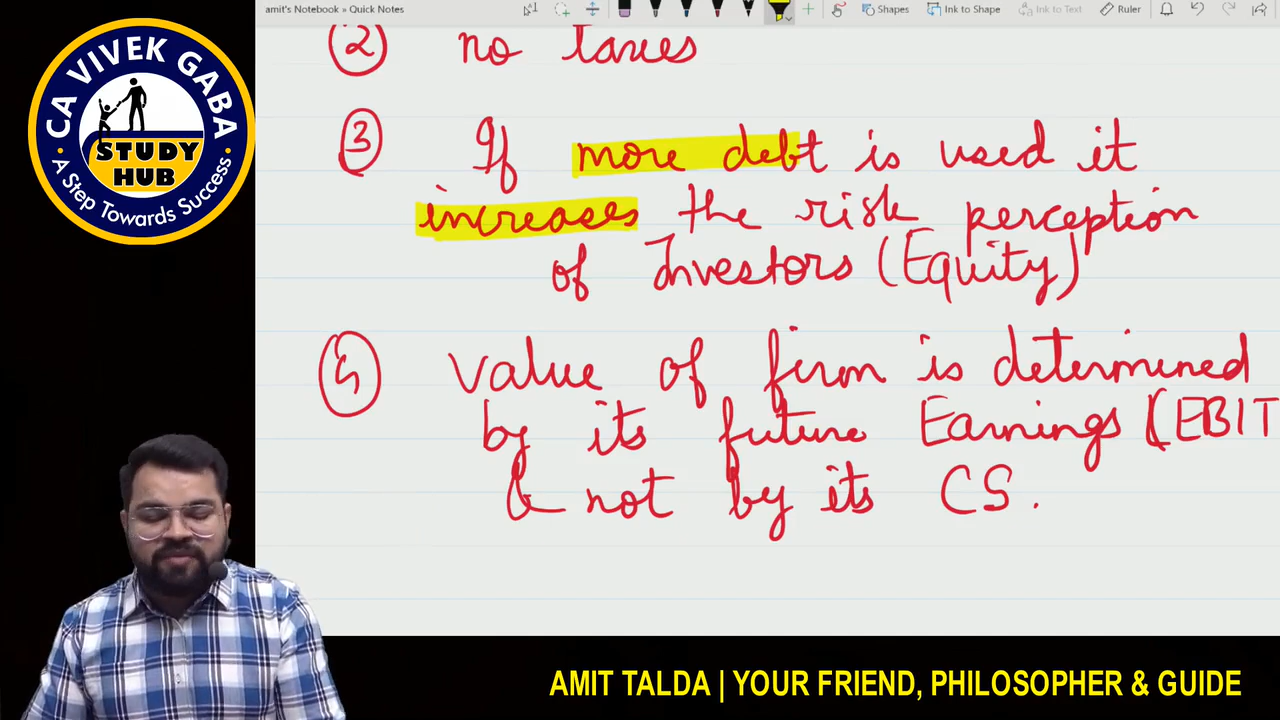 amit's Notebook » Quick Notes
Shapes
Ink to Shape
Ink to Text
Ruler
CA VIVEK GABA
STUDY
HUB
• A Step Towards Success •
(2) no taxes
(3) If more debt is used it
increases the risk perception
of Investors (Equity)
(4) value of firm is determined
by its future Earnings (EBIT
& not by its CS.
AMIT TALDA | YOUR FRIEND, PHILOSOPHER & GUIDE